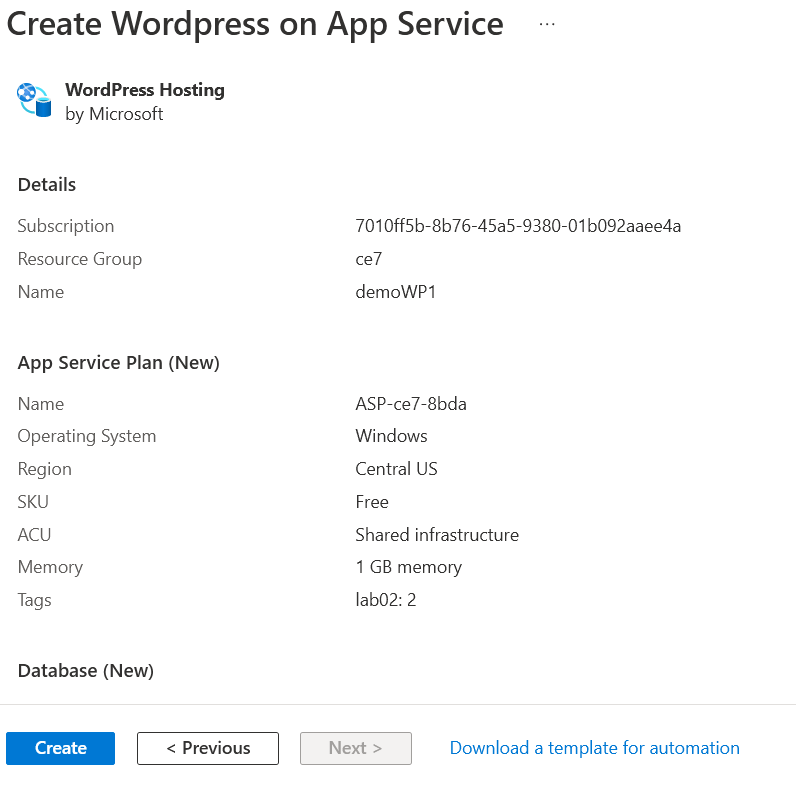 Create Wordpress on App Service ...
WordPress Hosting
by Microsoft
Details
Subscription 7010ff5b-8b76-45a5-9380-01b092aaee4a
Resource Group ce7
Name demoWP1
App Service Plan (New)
Name ASP-ce7-8bda
Operating System Windows
Region Central US
SKU Free
ACU Shared infrastructure
Memory 1 GB memory
Tags lab02: 2
Database (New)
Create < Previous Next > Download a template for automation